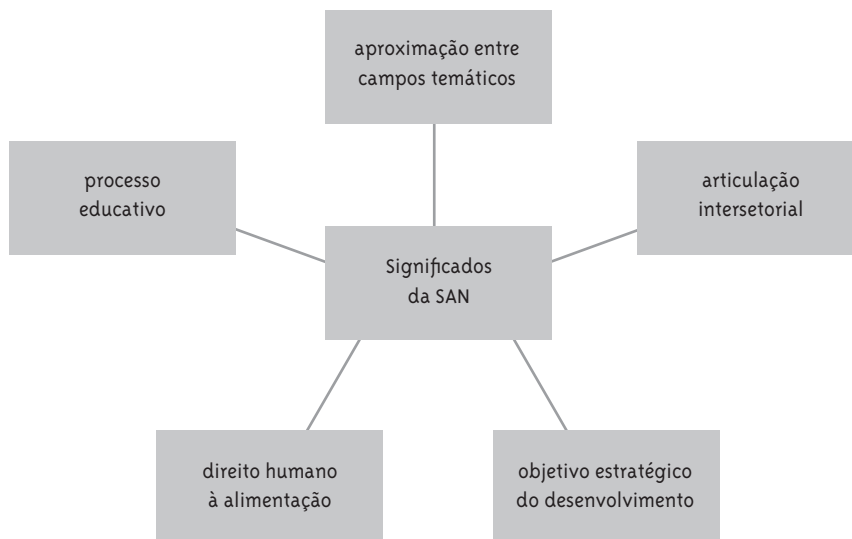 aproximação entre
campos temáticos
processo
educativo
articulação
intersetorial
Significados
da SAN
direito humano
à alimentação
objetivo estratégico
do desenvolvimento